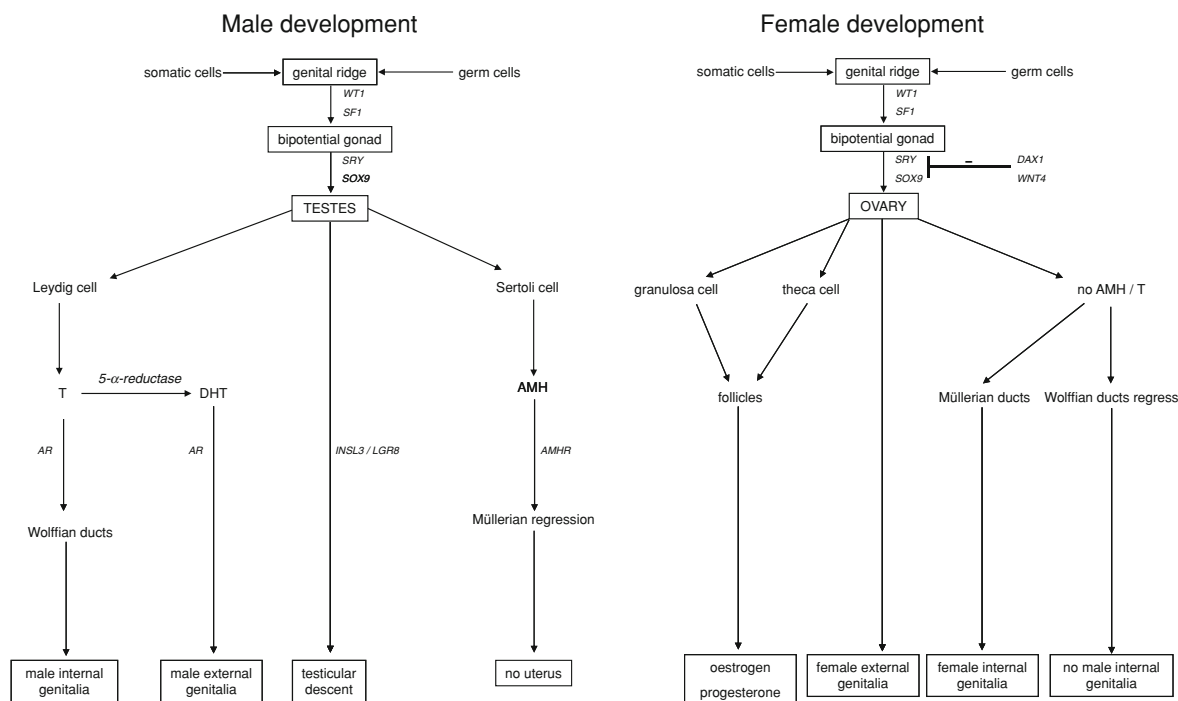 Male development
somatic cells
genital ridge
germ cells
WT1
SF1
bipotential gonad
SRY
SOX9
TESTES
Leydig cell
Sertoli cell
T
5-α-reductase
DHT
AMH
AR
AR
INSL3 / LGR8
AMHR
Wolffian ducts
Müllerian regression
male internal
genitalia
male external
genitalia
testicular
descent
no uterus
Female development
somatic cells
genital ridge
germ cells
WT1
SF1
bipotential gonad
SRY
SOX9
–
DAX1
WNT4
OVARY
granulosa cell
theca cell
no AMH / T
follicles
Müllerian ducts
Wolffian ducts regress
oestrogen
progesterone
female external
genitalia
female internal
genitalia
no male internal
genitalia